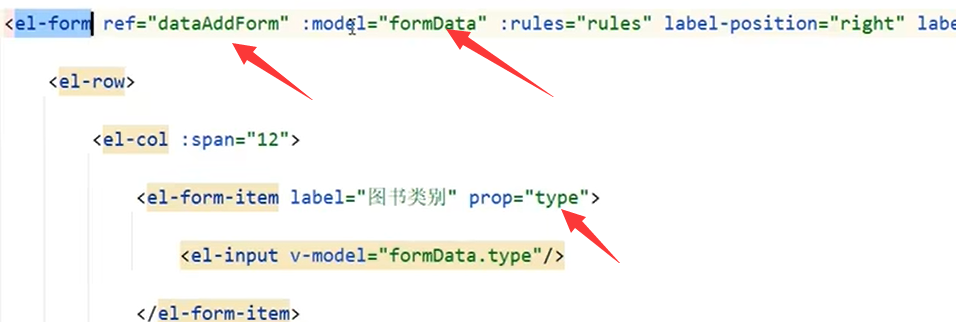 <el-form ref="dataAddForm" :model="formData" :rules="rules" label-position="right" labe
<el-row>
<el-col :span="12">
<el-form-item label="图书类别" prop="type">
<el-input v-model="formData.type"/>
</el-form-item>